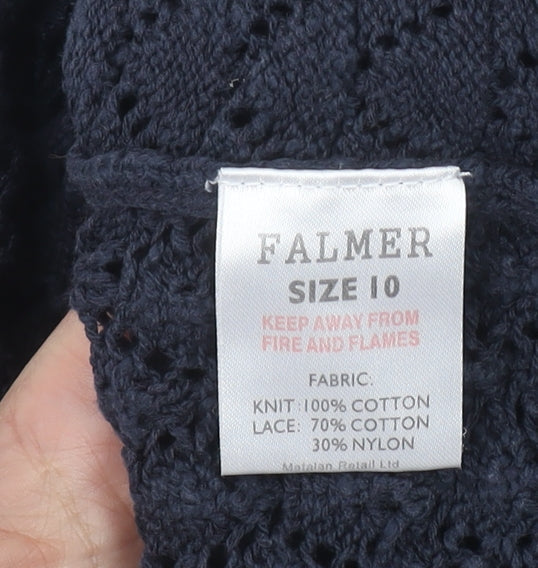 FALMER
SIZE 10
KEEP AWAY FROM
FIRE AND FLAMES
FABRIC:
KNIT:100% COTTON
LACE: 70% COTTON
30% NYLON
Matalan Retail Ltd